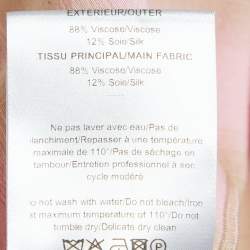 EXTERIEUR/OUTER
88% Viscose/Viscose
12% Soie/Silk
TISSU PRINCIPAL/MAIN FABRIC
88% Viscose/Viscose
12% Soie/Silk
Ne pas laver avec eau/Pas de
blanchiment/Repasser à une température
maximale de 110°/Pas de séchage en
tambour/Entretien professionnel à sec
cycle modéré
Do not wash with water/Do not bleach/Iron
at maximum temperature of 110°/Do not
tumble dry/Delicate dry clean